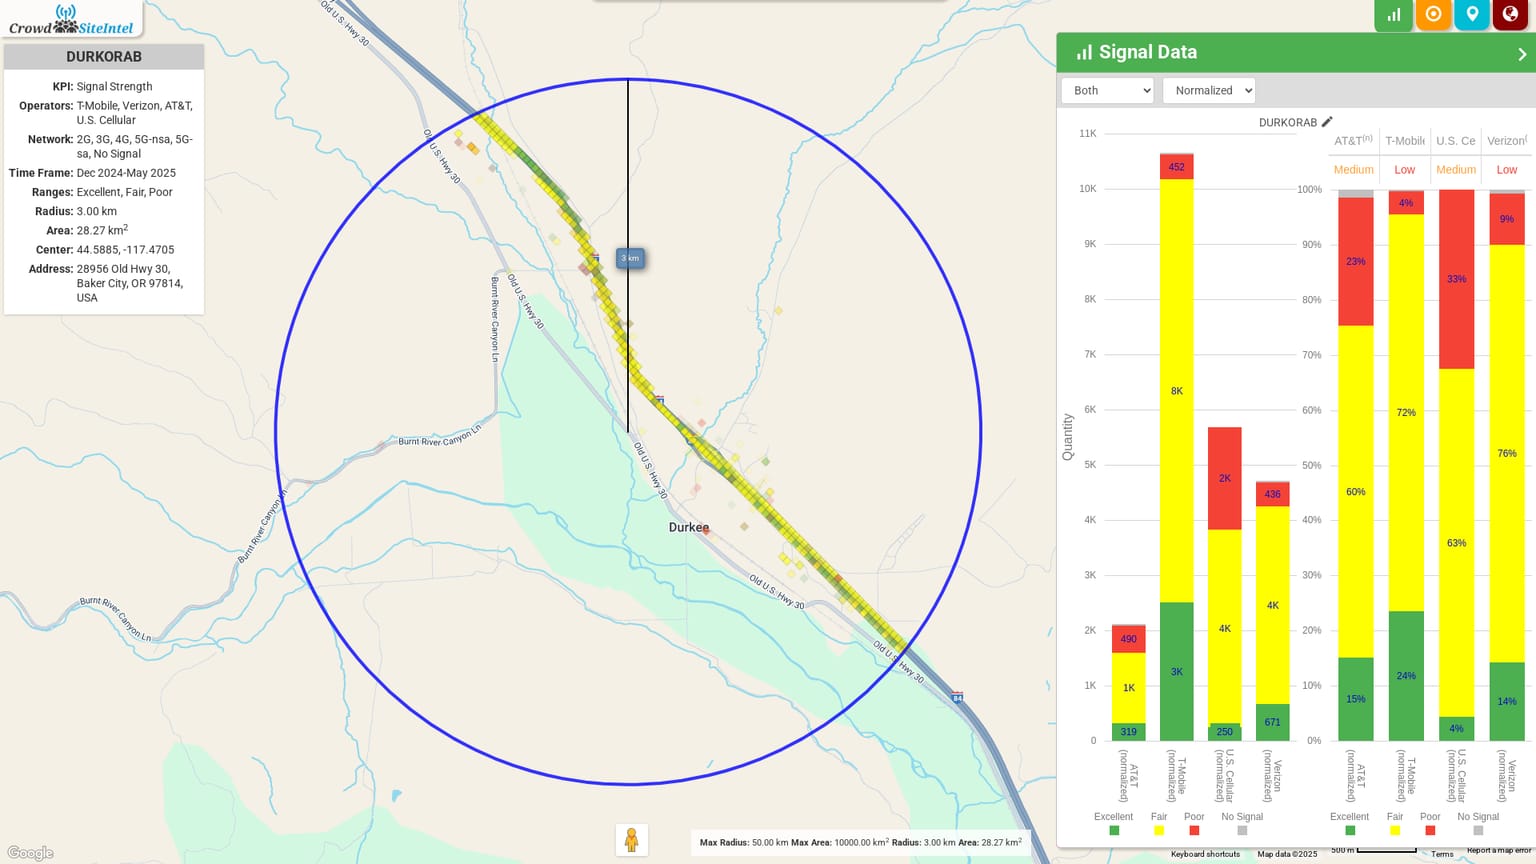 Crowd SiteIntel
DURKORAB
KPI: Signal Strength
Operators: T-Mobile, Verizon, AT&T,
U.S. Cellular
Network: 2G, 3G, 4G, 5G-nsa, 5G-
sa, No Signal
Time Frame: Dec 2024-May 2025
Ranges: Excellent, Fair, Poor
Radius: 3.00 km
Area: 28.27 km²
Center: 44.5885, -117.4705
Address: 28956 Old Hwy 30,
Baker City, OR 97814,
USA
Old U.S. Hwy 30
Old U.S. Hwy 30
Old U.S. Hwy 30
Burnt River Canyon Ln
3 km
Burnt River Canyon Ln
Old U.S. Hwy 30
Burnt River Canyon Ln
Durkee
Burnt River Canyon Ln
Old U.S. Hwy 30
Old U.S. Hwy 30
84
Google
Max Radius: 50.00 km Max Area: 10000.00 km² Radius: 3.00 km Area: 28.27 km²
Signal Data
Both
Normalized
DURKORAB
Quantity
11K
10K
9K
8K
7K
6K
5K
4K
3K
2K
1K
0
490
1K
319
452
8K
3K
2K
4K
250
436
4K
671
AT&T
(normalized)
T-Mobile
(normalized)
U.S. Cellular
(normalized)
Verizon
(normalized)
Excellent Fair Poor No Signal
AT&T(n) T-Mobile U.S. Ce Verizon(
Medium Low Medium Low
100%
90%
80%
70%
60%
50%
40%
30%
20%
10%
0%
23%
60%
15%
4%
72%
24%
33%
63%
4%
9%
76%
14%
AT&T
(normalized)
T-Mobile
(normalized)
U.S. Cellular
(normalized)
Verizon
(normalized)
Excellent Fair Poor No Signal
Keyboard shortcuts Map data ©2025 500 m Terms Report a map error